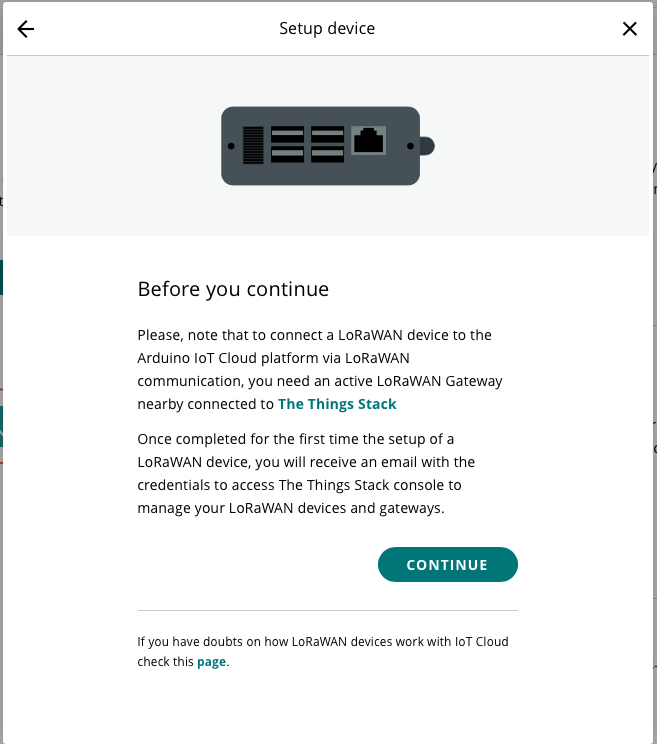 Setup device
Before you continue
Please, note that to connect a LoRaWAN device to the
Arduino IoT Cloud platform via LoRaWAN
communication, you need an active LoRaWAN Gateway
nearby connected to The Things Stack
Once completed for the first time the setup of a
LoRaWAN device, you will receive an email with the
credentials to access The Things Stack console to
manage your LoRaWAN devices and gateways.
CONTINUE
If you have doubts on how LoRaWAN devices work with IoT Cloud
check this page.